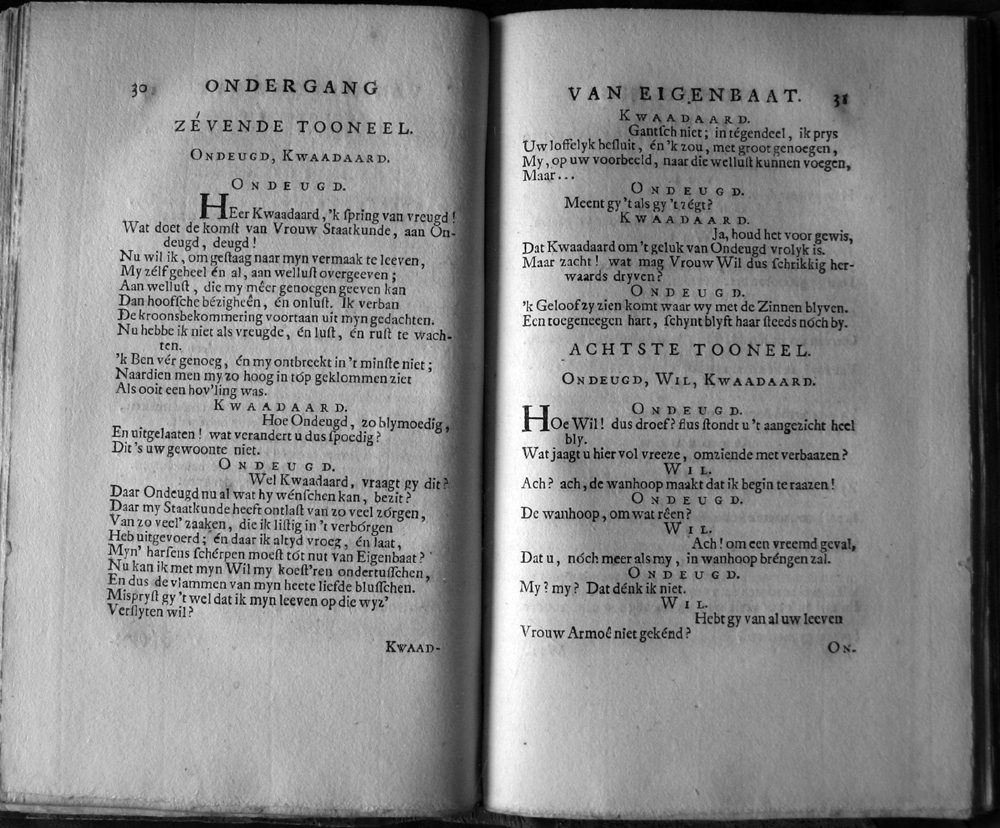 30 ONDERGANG
ZÉVENDE TOONEEL.
ONDEUGD, KWAADAARD.
ONDEUGD.
HEer Kwaadaard, 'k ſpring van vreugd!
Wat doet de komſt van Vrouw Staatkunde, aan On-
deugd, deugd!
Nu wil ik, om geſtaag naar myn vermaak te leeven,
My zélf geheel én al, aan welluſt overgeeven;
Aan welluſt, die my méer genoegen geeven kan
Dan hoofſche bézigheên, én onluſt. Ik verban
De kroonsbekommering voortaan uit myn gedachten.
Nu hebbe ik niet als vreugde, én luſt, én ruſt te wach-
ten.
'k Ben vér genoeg, én my ontbreekt in 't minſte niet;
Naardien men my zo hoog in tóp geklommen ziet
Als ooit een hov'ling was.
KWAADAARD.
Hoe Ondeugd, zo blymoedig,
En uitgelaaten! wat verandert u dus ſpoedig?
Dit 's uw gewoonte niet.
ONDEUGD.
Wel Kwaadaard, vraagt gy dit?
Daar Ondeugd nu al wat hy wénſchen kan, bezit?
Daar my Staatkunde heeft ontlaſt van zo veel zórgen,
Van zo veel' zaaken, die ik liſtig in 't verbórgen
Heb uitgevoerd; én daar ik altyd vroeg, én laat,
Myn' harſens ſchérpen moeſt tót nut van Eigenbaat?
Nu kan ik met myn Wil my koeſt'ren ondertuſſchen,
En dus de vlammen van myn heete liefde bluſſchen.
Mispryſt gy 't wel dat ik myn leeven op die wyz'
Verſlyten wil?
KWAAD-
VAN EIGENBAAT. 31
KWAADAARD.
Gantſch niet; in tégendeel, ik prys
Uw loffelyk beſluit, én 'k zou, met groot genoegen,
My, op uw voorbeeld, naar die welluſt kunnen voegen,
Maar...
ONDEUGD.
Meent gy 't als gy 't zégt?
KWAADAARD.
Ja, houd het voor gewis,
Dat Kwaadaard om 't geluk van Ondeugd vrolyk is.
Maar zacht! wat mag Vrouw Wil dus ſchrikkig her-
waards dryven?
ONDEUGD.
'k Geloof zy zien komt waar wy met de Zinnen blyven.
Een toegeneegen hart, ſchynt blyft haar ſteeds nóch by.
ACHTSTE TOONEEL.
ONDEUGD, WIL, KWAADAARD.
ONDEUGD.
HOe Wil! dus droef? flus ſtondt u 't aangezicht heel
bly.
Wat jaagt u hier vol vreeze, omziende met verbaazen?
WIL.
Ach? ach, de wanhoop maakt dat ik begin te raazen!
ONDEUGD.
De wanhoop, om wat rêen?
WIL.
Ach! om een vreemd geval,
Dat u, nóch meer als my, in wanhoop bréngen zal.
ONDEUGD.
My? my? Dat dénk ik niet.
WIL.
Hebt gy van al uw leeven
Vrouw Armoê niet gekénd?
ON.